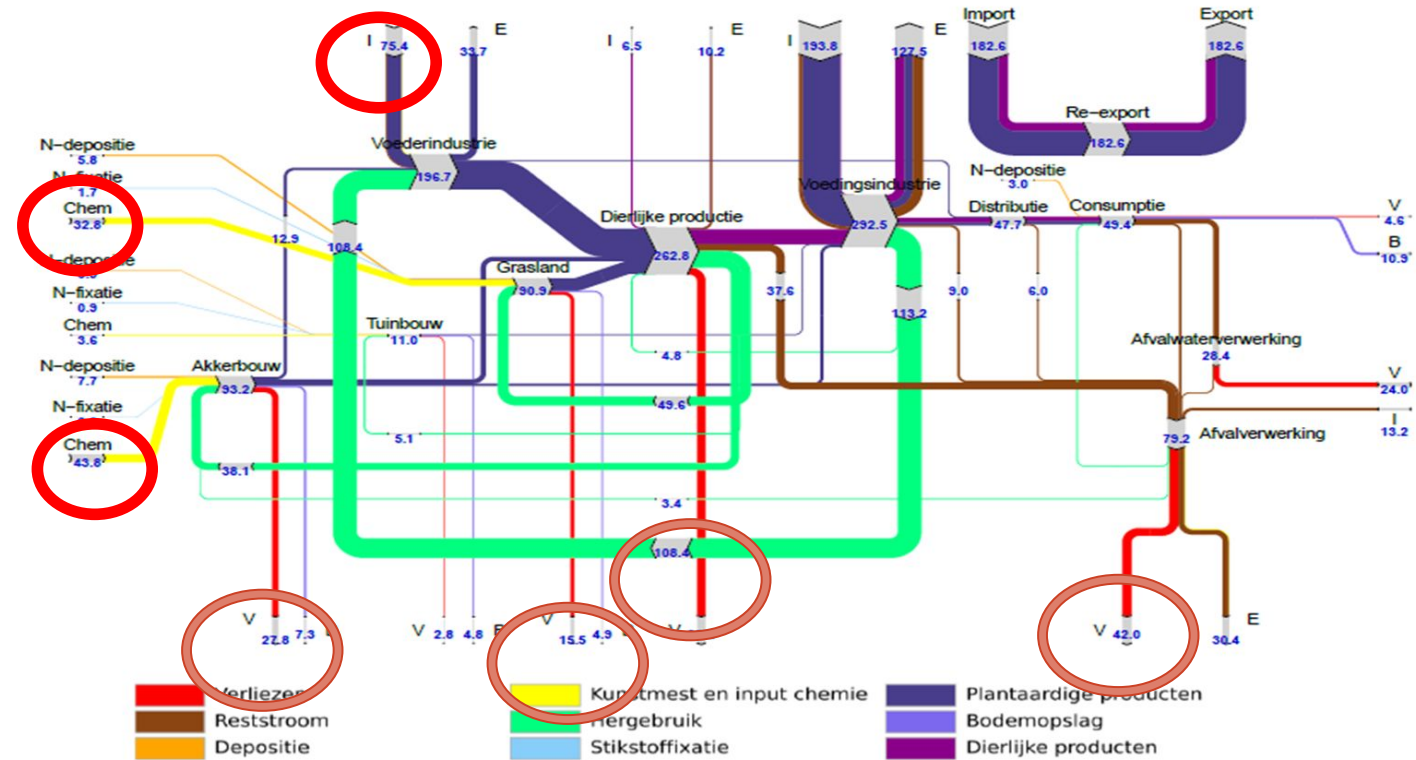 Import Export
I 75.4 33.7 E I 6.5 10.2 E I 193.8 127.5 E 182.6 182.6
Re-export
182.6
N-depositie
5.8
Voederindustrie
196.7
N-fixatie
1.7
Chem
32.8
12.9
108.4
Dierlijke productie
262.8
Voedingsindustrie
292.5
N-depositie
3.0
Distributie
47.7
Consumptie
49.4
V
4.6
B
10.9
N-fixatie
0.9
Grasland
90.9
37.6
113.2
9.0
6.0
Chem
3.6
Tuinbouw
11.0
4.8
Afvalwaterverwerking
28.4
N-depositie
7.7
Akkerbouw
93.2
V
24.0
I
13.2
N-fixatie
49.6
Chem
43.8
5.1
79.2
Afvalverwerking
38.1
3.4
108.4
V 27.8 7.3 V 2.8 4.8 V 15.5 4.9 V V 42.0 30.4 E
Verliezen Kunstmest en input chemie Plantaardige producten
Reststroom Hergebruik Bodemopslag
Depositie Stikstoffixatie Dierlijke producten